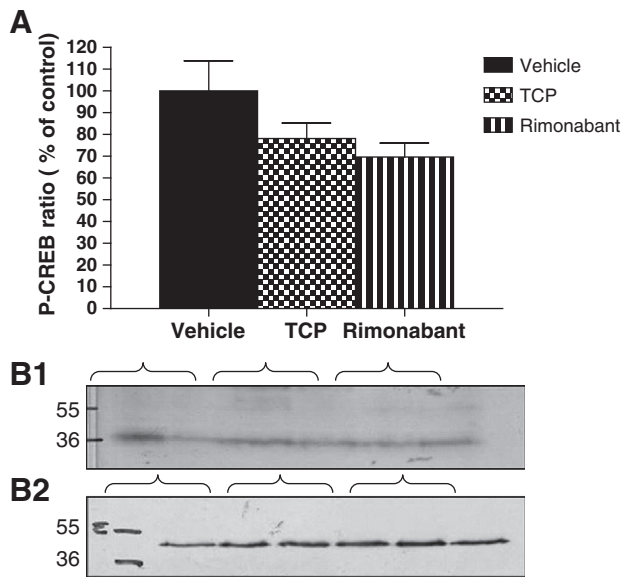 A
P-CREB ratio ( % of control)
120
110
100
90
80
70
60
50
40
30
20
10
0
Vehicle
TCP
Rimonabant
Vehicle TCP Rimonabant
B1
55
36
B2
55
36